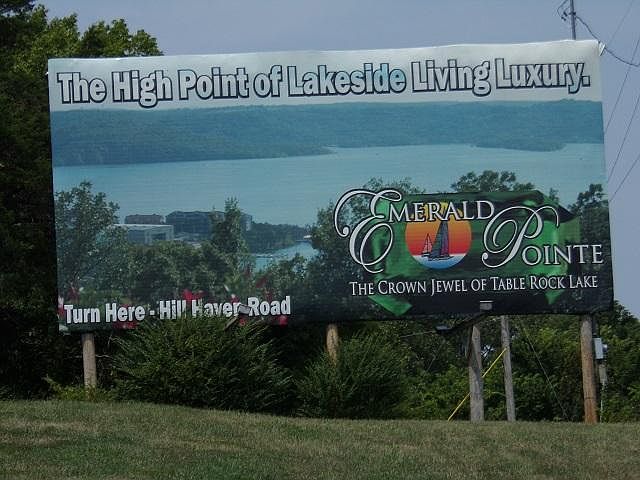 The High Point of Lakeside Living Luxury.
EMERALD POINTE
THE CROWN JEWEL OF TABLE ROCK LAKE
Turn Here - Hill Haven Road